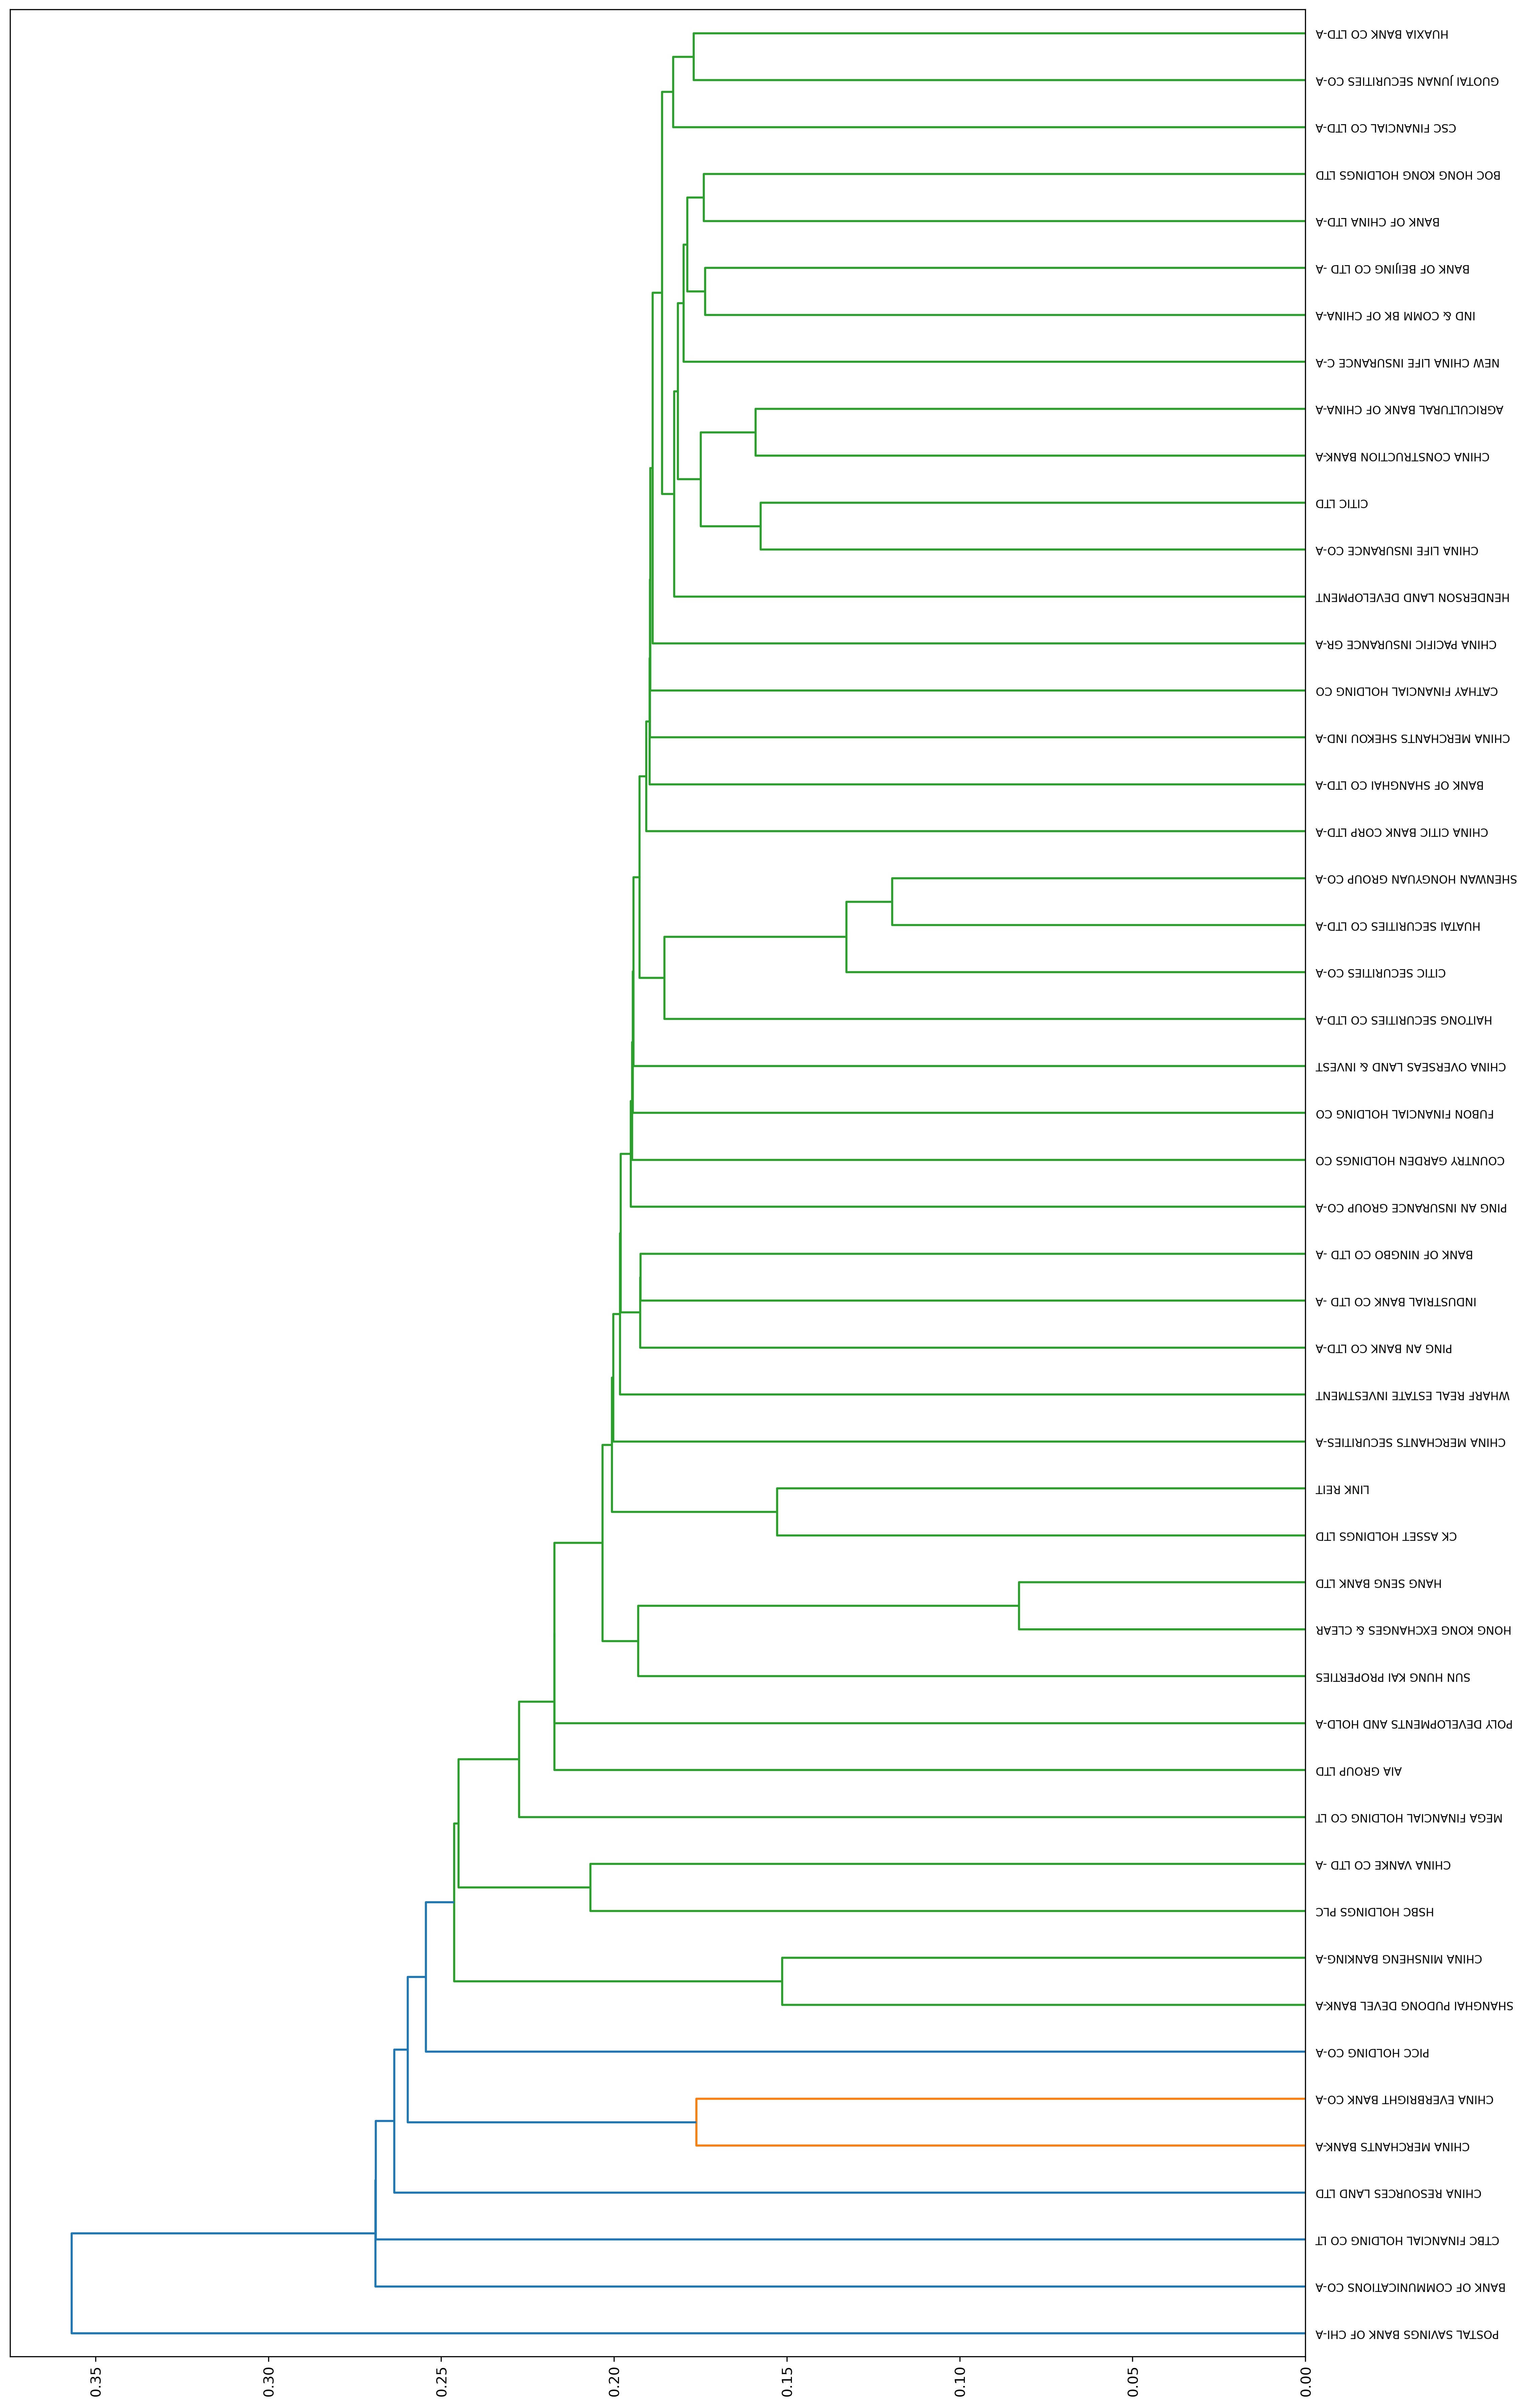 HUAXIA BANK CO LTD-A
GUOTAI JUNAN SECURITIES CO-A
CSC FINANCIAL CO LTD-A
BOC HONG KONG HOLDINGS LTD
BANK OF CHINA LTD-A
BANK OF BEIJING CO LTD -A
IND & COMM BK OF CHINA-A
NEW CHINA LIFE INSURANCE C-A
AGRICULTURAL BANK OF CHINA-A
CHINA CONSTRUCTION BANK-A
CITIC LTD
CHINA LIFE INSURANCE CO-A
HENDERSON LAND DEVELOPMENT
CHINA PACIFIC INSURANCE GR-A
CATHAY FINANCIAL HOLDING CO
CHINA MERCHANTS SHEKOU IND-A
BANK OF SHANGHAI CO LTD-A
CHINA CITIC BANK CORP LTD-A
SHENWAN HONGYUAN GROUP CO-A
HUATAI SECURITIES CO LTD-A
CITIC SECURITIES CO-A
HAITONG SECURITIES CO LTD-A
CHINA OVERSEAS LAND & INVEST
FUBON FINANCIAL HOLDING CO
COUNTRY GARDEN HOLDINGS CO
PING AN INSURANCE GROUP CO-A
BANK OF NINGBO CO LTD -A
INDUSTRIAL BANK CO LTD -A
PING AN BANK CO LTD-A
WHARF REAL ESTATE INVESTMENT
CHINA MERCHANTS SECURITIES-A
LINK REIT
CK ASSET HOLDINGS LTD
HANG SENG BANK LTD
HONG KONG EXCHANGES & CLEAR
SUN HUNG KAI PROPERTIES
POLY DEVELOPMENTS AND HOLD-A
AIA GROUP LTD
MEGA FINANCIAL HOLDING CO LT
CHINA VANKE CO LTD -A
HSBC HOLDINGS PLC
CHINA MINSHENG BANKING-A
SHANGHAI PUDONG DEVEL BANK-A
PICC HOLDING CO-A
CHINA EVERBRIGHT BANK CO-A
CHINA MERCHANTS BANK-A
CHINA RESOURCES LAND LTD
CTBC FINANCIAL HOLDING CO LT
BANK OF COMMUNICATIONS CO-A
POSTAL SAVINGS BANK OF CHI-A
0.35
0.30
0.25
0.20
0.15
0.10
0.05
0.00